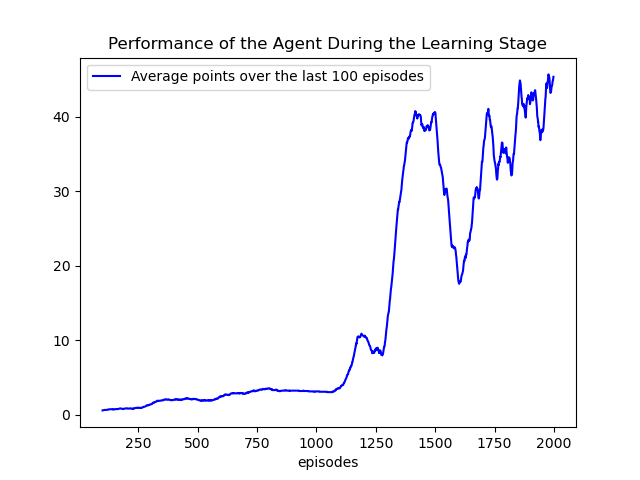 Performance of the Agent During the Learning Stage
Average points over the last 100 episodes
40
30
20
10
0
250 500 750 1000 1250 1500 1750 2000
episodes